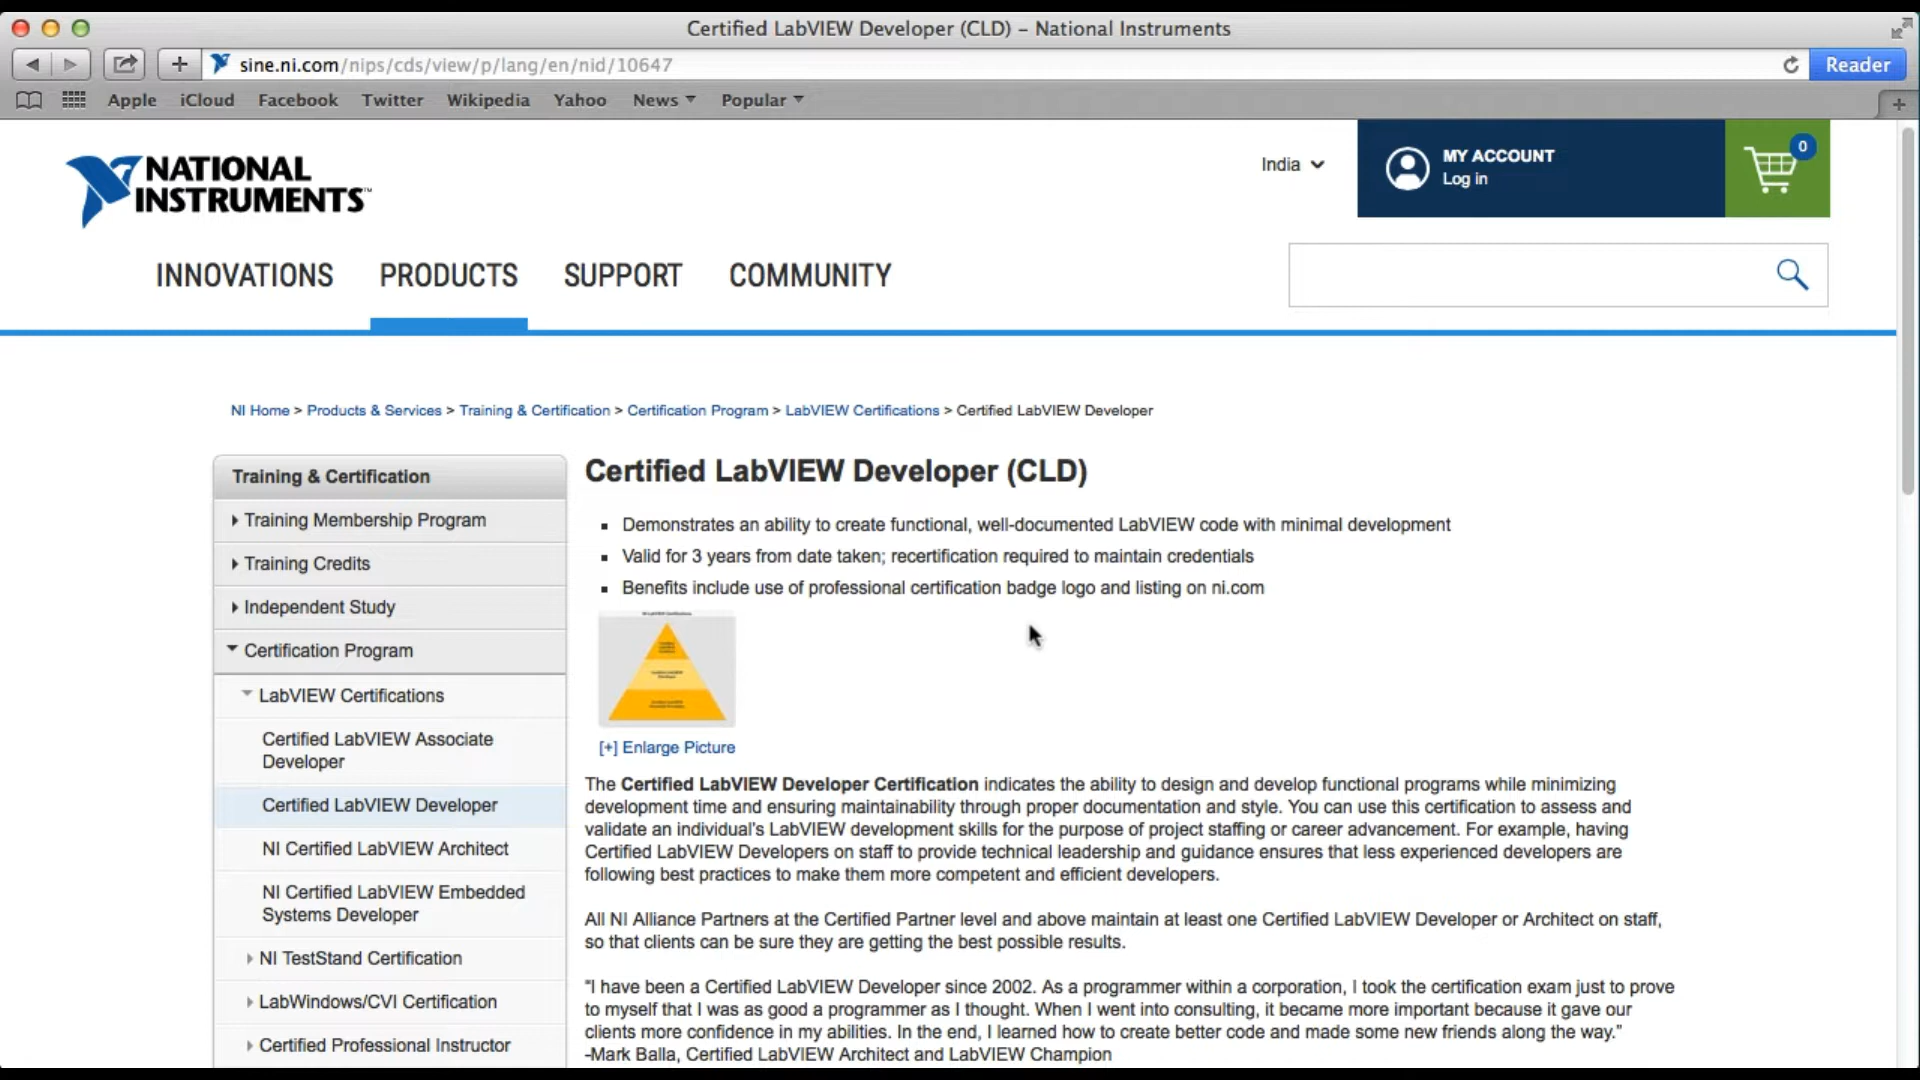 Certified LabVIEW Developer (CLD) – National Instruments
sine.ni.com/nips/cds/view/p/lang/en/nid/10647
Reader
Apple
iCloud
Facebook
Twitter
Wikipedia
Yahoo
News
Popular
NATIONAL INSTRUMENTS™
India
MY ACCOUNT
Log in
0
INNOVATIONS
PRODUCTS
SUPPORT
COMMUNITY
NI Home > Products & Services > Training & Certification > Certification Program > LabVIEW Certifications > Certified LabVIEW Developer
Training & Certification
Training Membership Program
Training Credits
Independent Study
Certification Program
LabVIEW Certifications
Certified LabVIEW Associate
Developer
Certified LabVIEW Developer
NI Certified LabVIEW Architect
NI Certified LabVIEW Embedded
Systems Developer
NI TestStand Certification
LabWindows/CVI Certification
Certified Professional Instructor
Certified LabVIEW Developer (CLD)
Demonstrates an ability to create functional, well-documented LabVIEW code with minimal development
Valid for 3 years from date taken; recertification required to maintain credentials
Benefits include use of professional certification badge logo and listing on ni.com
[+] Enlarge Picture
The Certified LabVIEW Developer Certification indicates the ability to design and develop functional programs while minimizing
development time and ensuring maintainability through proper documentation and style. You can use this certification to assess and
validate an individual's LabVIEW development skills for the purpose of project staffing or career advancement. For example, having
Certified LabVIEW Developers on staff to provide technical leadership and guidance ensures that less experienced developers are
following best practices to make them more competent and efficient developers.
All NI Alliance Partners at the Certified Partner level and above maintain at least one Certified LabVIEW Developer or Architect on staff,
so that clients can be sure they are getting the best possible results.
"I have been a Certified LabVIEW Developer since 2002. As a programmer within a corporation, I took the certification exam just to prove
to myself that I was as good a programmer as I thought. When I went into consulting, it became more important because it gave our
clients more confidence in my abilities. In the end, I learned how to create better code and made some new friends along the way."
-Mark Balla, Certified LabVIEW Architect and LabVIEW Champion